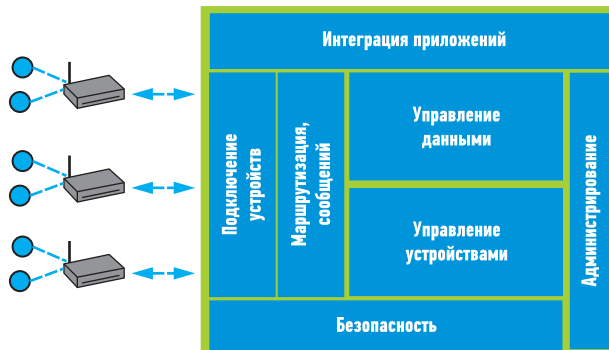 Интеграция приложений
Подключение
устройств
Маршрутизация,
сообщений
Управление
данными
Управление
устройствами
Администрирование
Безопасность